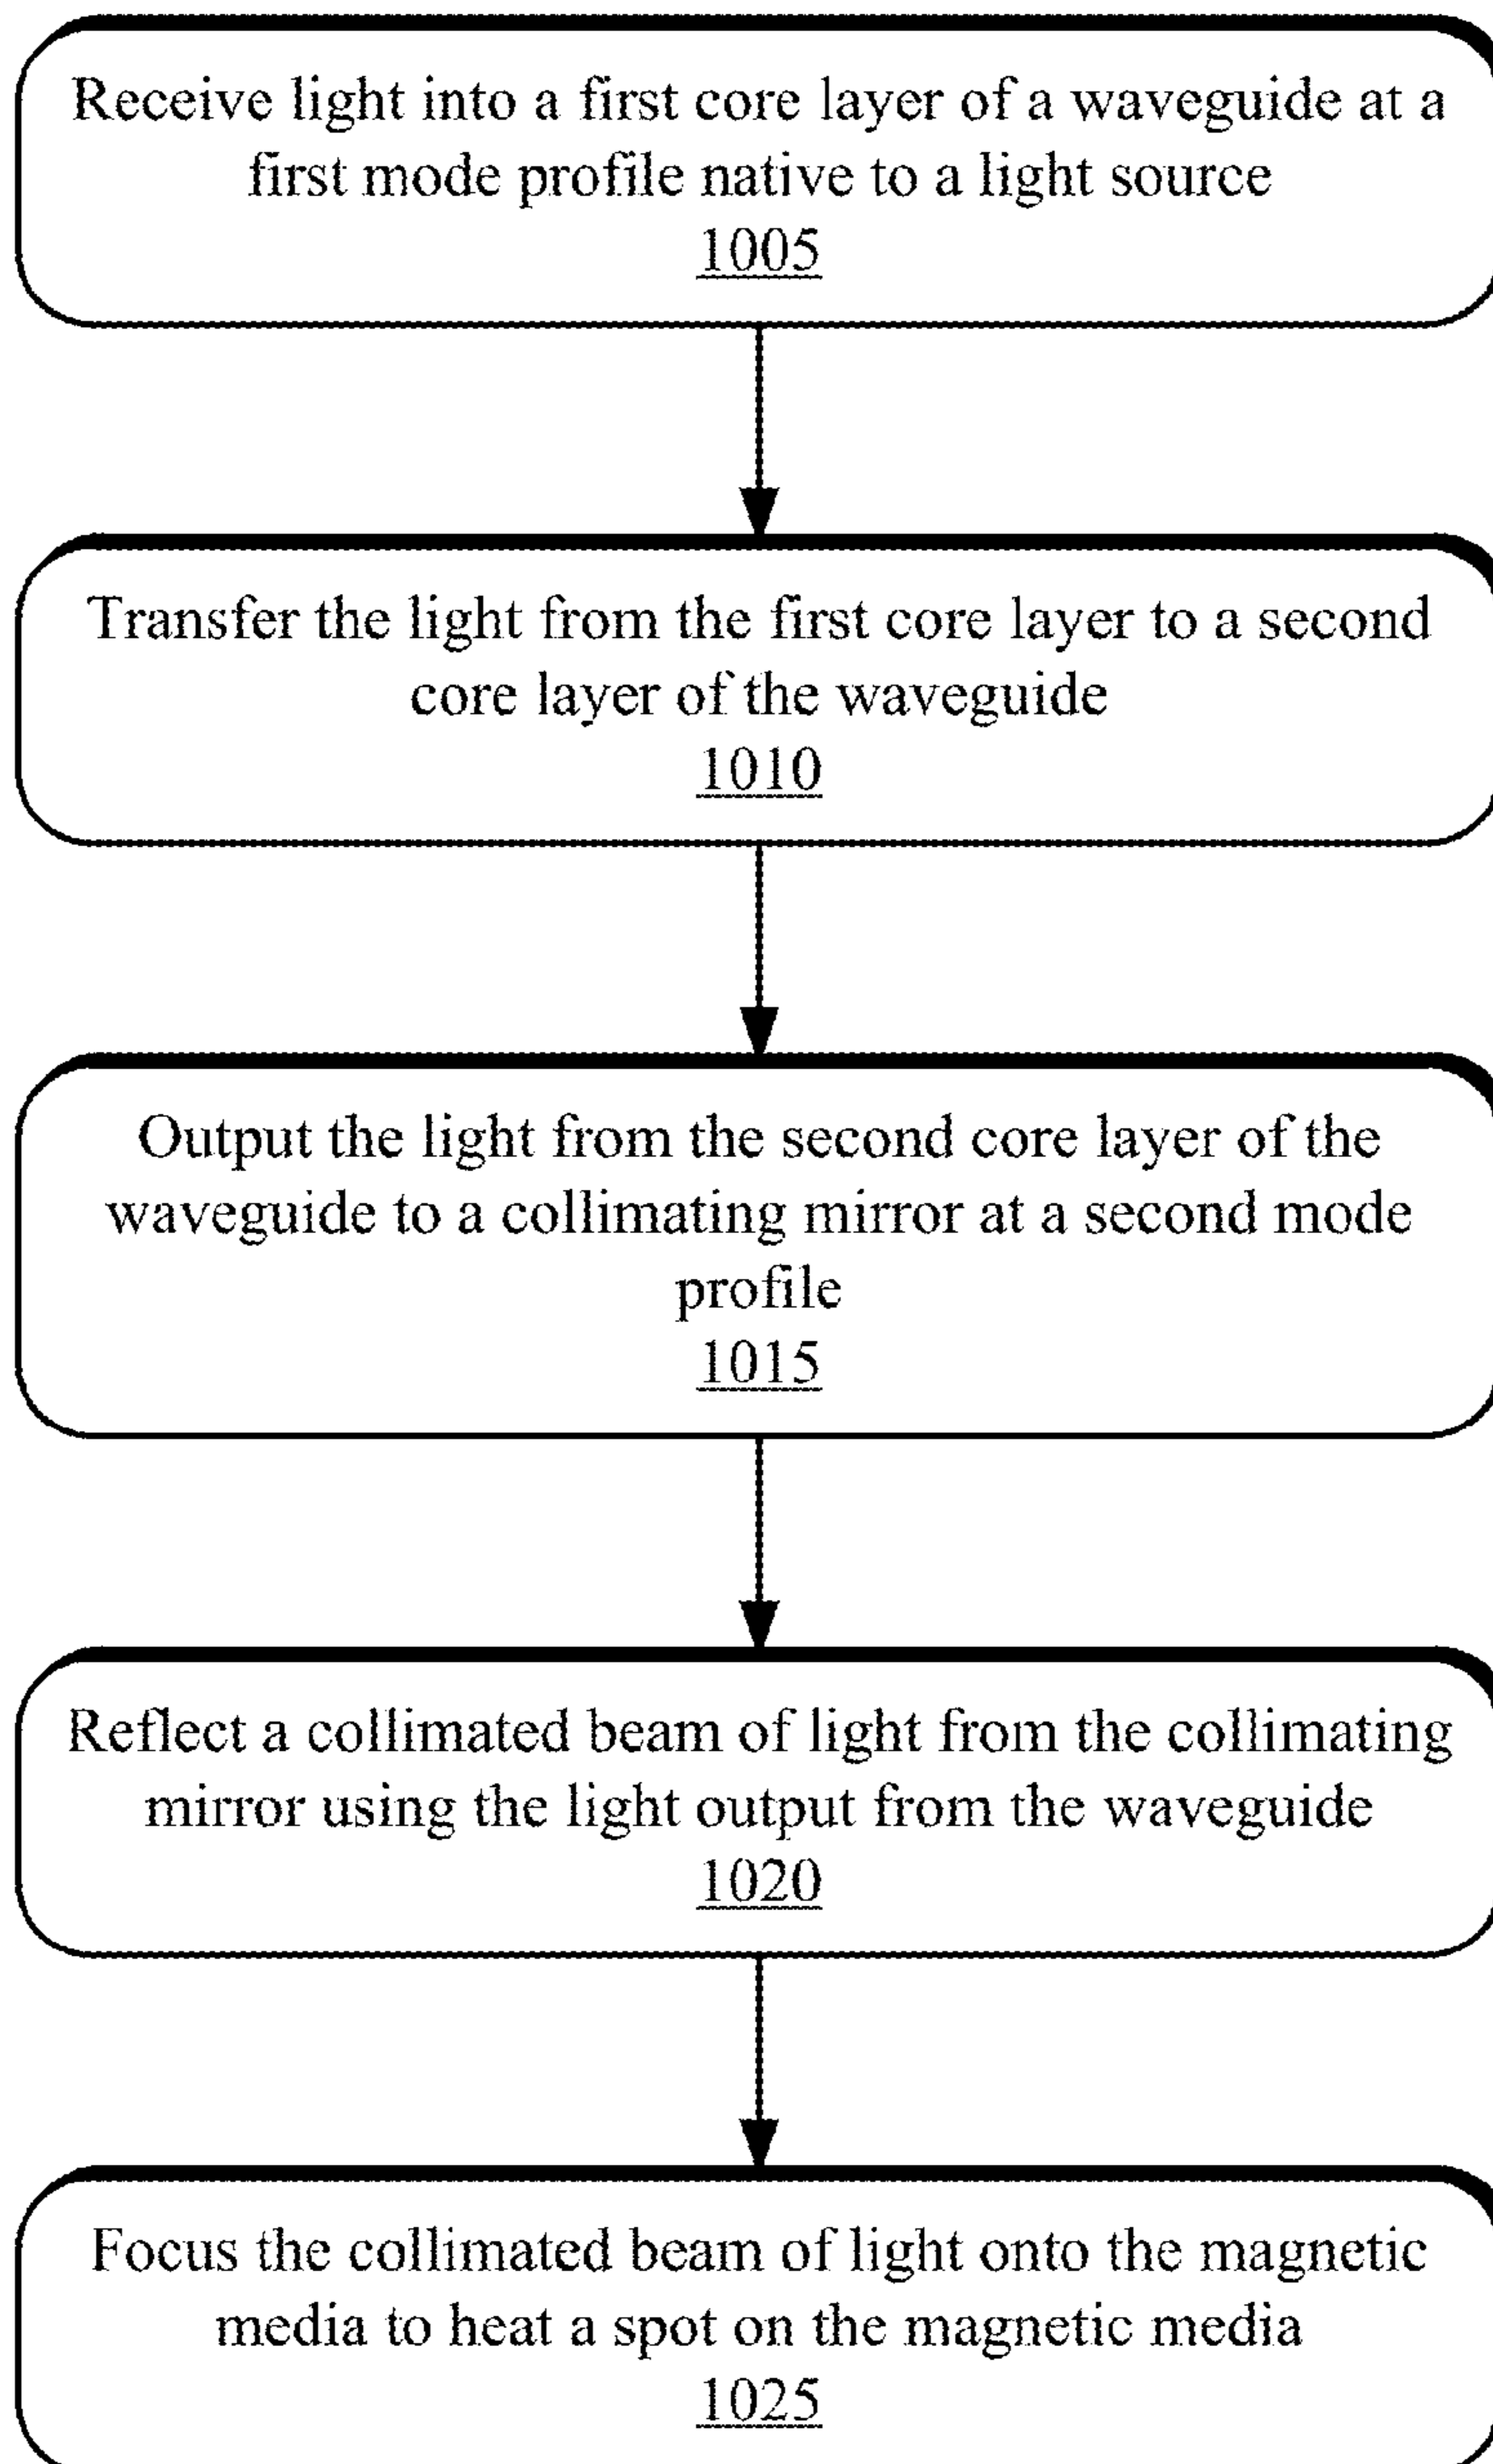 Receive light into a first core layer of a waveguide at a
first mode profile native to a light source
1005
Transfer the light from the first core layer to a second
core layer of the waveguide
1010
Output the light from the second core layer of the
waveguide to a collimating mirror at a second mode
profile
1015
Reflect a collimated beam of light from the collimating
mirror using the light output from the waveguide
1020
Focus the collimated beam of light onto the magnetic
media to heat a spot on the magnetic media
1025